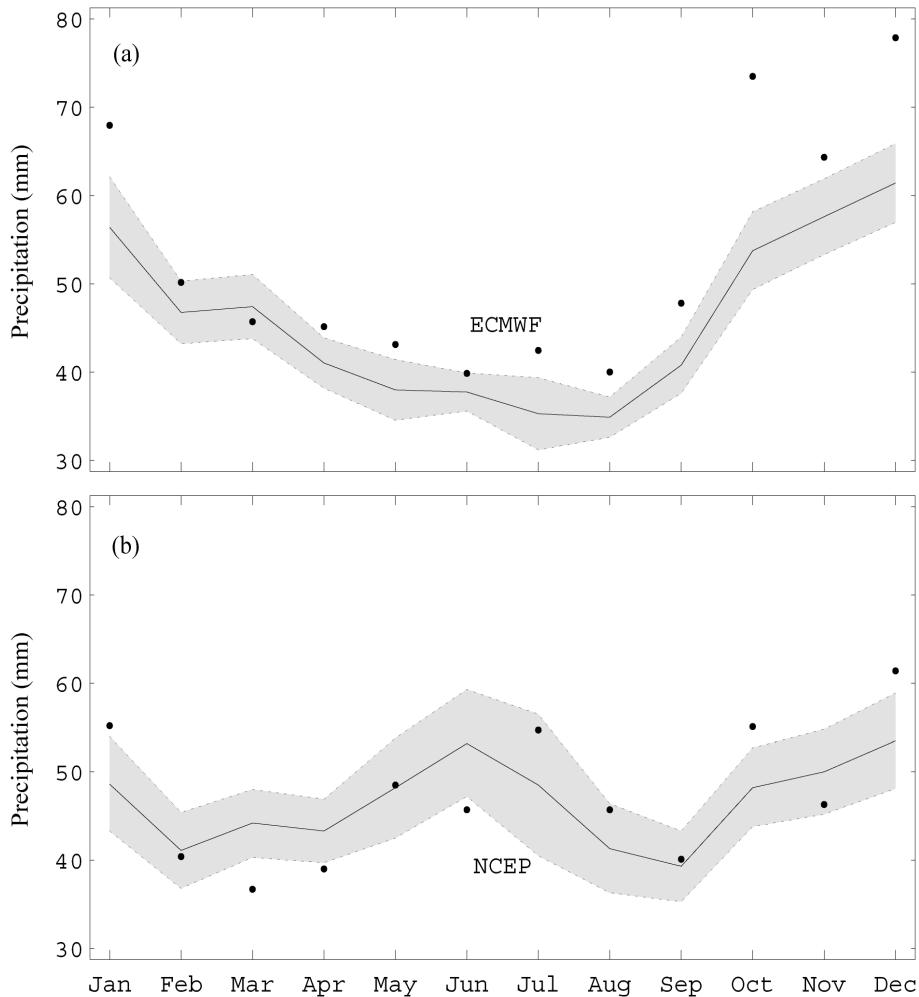 80
(a)
70
60
50
40
30
Precipitation (mm)
ECMWF
80
(b)
70
60
50
40
30
Precipitation (mm)
NCEP
Jan Feb Mar Apr May Jun Jul Aug Sep Oct Nov Dec